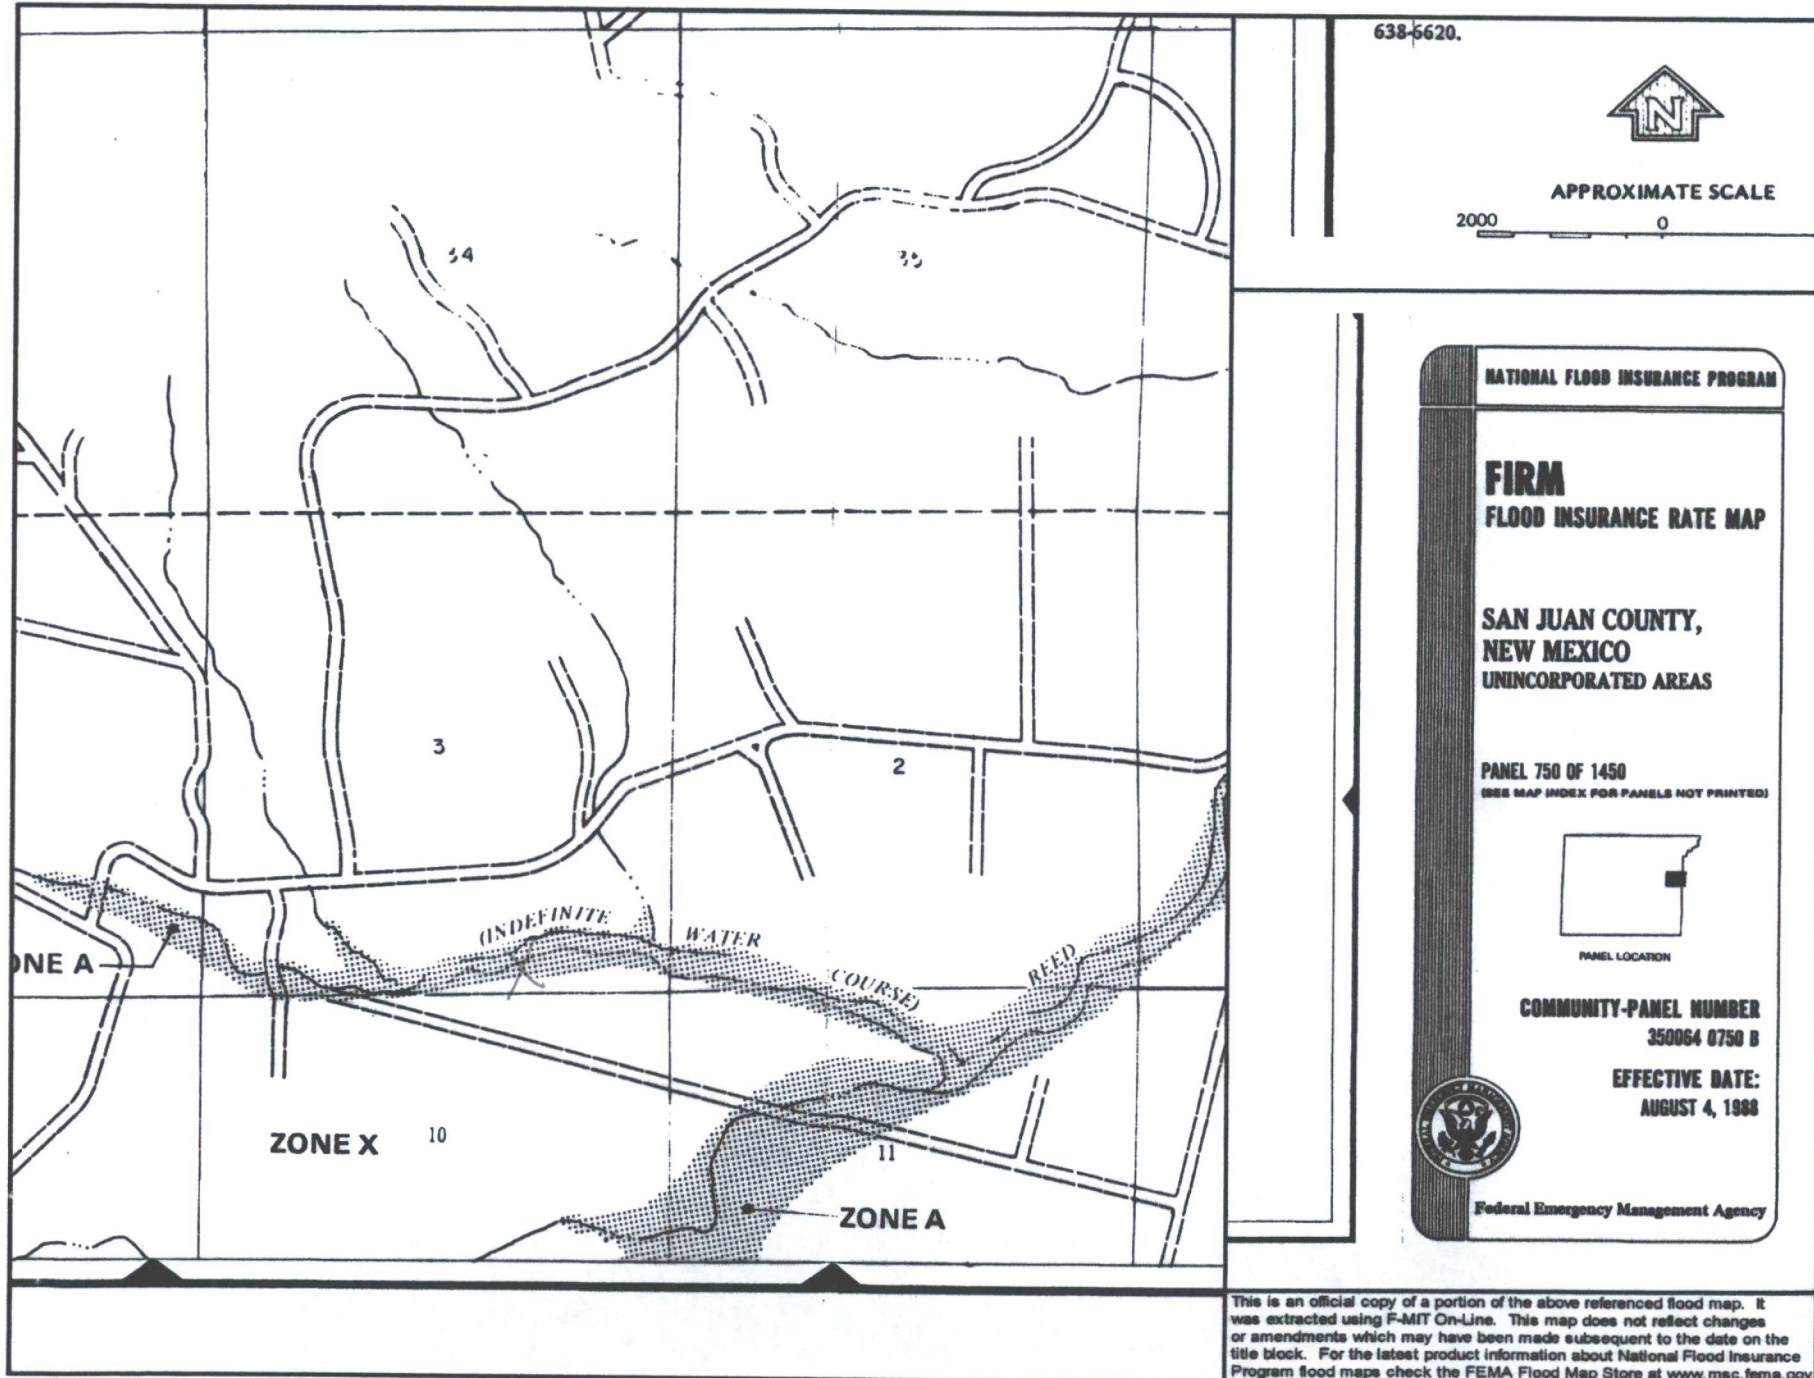 638-6620.
N
APPROXIMATE SCALE
2000 0
NATIONAL FLOOD INSURANCE PROGRAM
FIRM
FLOOD INSURANCE RATE MAP
SAN JUAN COUNTY,
NEW MEXICO
UNINCORPORATED AREAS
PANEL 750 OF 1450
(SEE MAP INDEX FOR PANELS NOT PRINTED)
PANEL LOCATION
COMMUNITY-PANEL NUMBER
350064 0750 B
EFFECTIVE DATE:
AUGUST 4, 1988
Federal Emergency Management Agency
This is an official copy of a portion of the above referenced flood map. It
was extracted using F-MIT On-Line. This map does not reflect changes
or amendments which may have been made subsequent to the date on the
title block. For the latest product information about National Flood Insurance
Program flood maps check the FEMA Flood Map Store at www.msc.fema.gov
34
35
3
2
(INDEFINITE WATER COURSE)
REED
ONE A
ZONE X
10
11
ZONE A